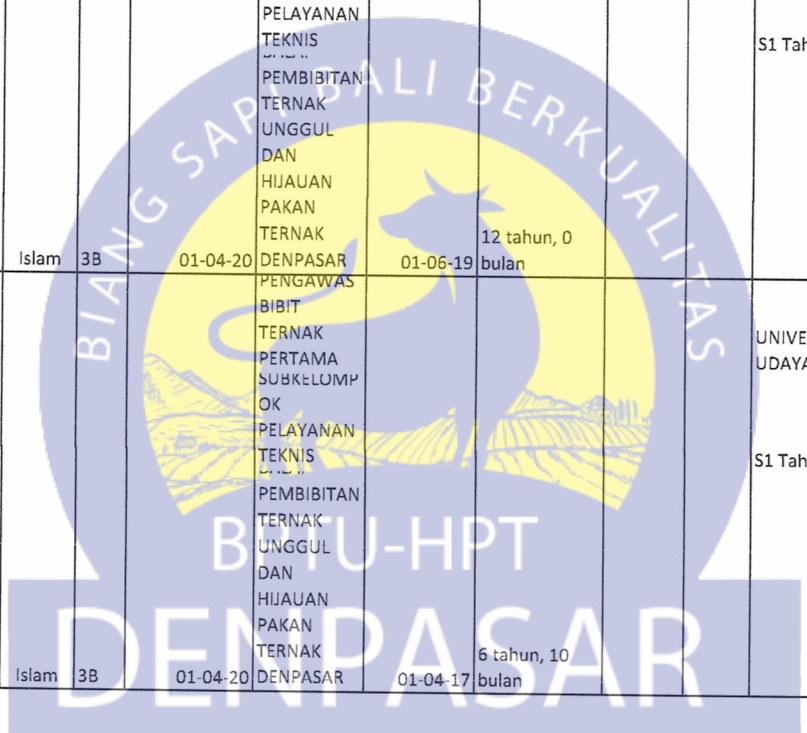 PELAYANAN
TEKNIS
S1 Tah
PEMBIBITAN
TERNAK
UNGGUL
DAN
HIJAUAN
PAKAN
TERNAK
12 tahun, 0
Islam 3B 01-04-20 DENPASAR 01-06-19 bulan
PENGAWAS
BIBIT
TERNAK
UNIVE
PERTAMA
UDAYA
SUBKELOMP
OK
PELAYANAN
TEKNIS
S1 Tah
PEMBIBITAN
TERNAK
UNGGUL
DAN
HIJAUAN
PAKAN
TERNAK
6 tahun, 10
Islam 3B 01-04-20 DENPASAR 01-04-17 bulan
BIANG SAPI BALI BERKUALITAS
BPTU-HPT
DENPASAR